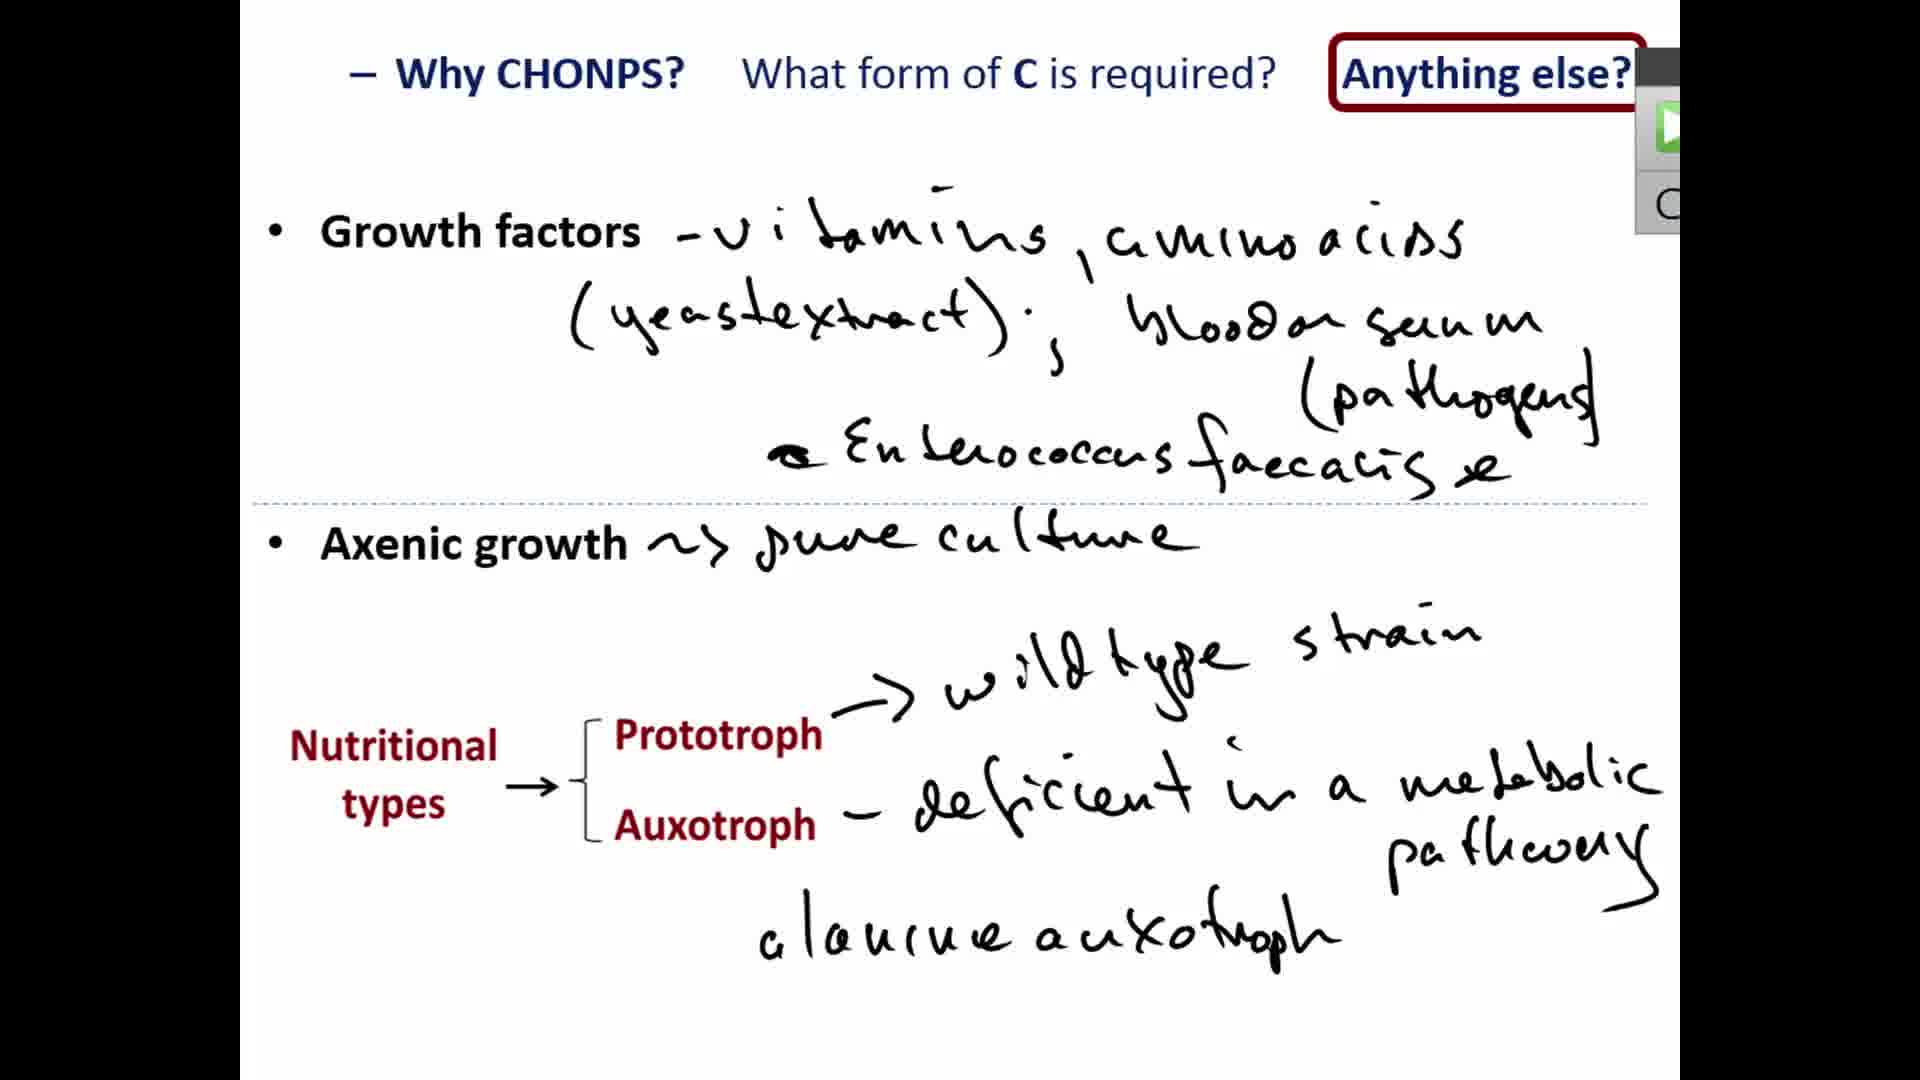 – Why CHONPS? What form of C is required? Anything else?
• Growth factors - vitamins, amino acids
(yeast extract); blood or serum
(pathogens)
- Enterococcus faecalis
• Axenic growth ~> pure culture
Prototroph -> wild type strain
Nutritional types →
Auxotroph - deficient in a metabolic
pathway
alanine auxotroph